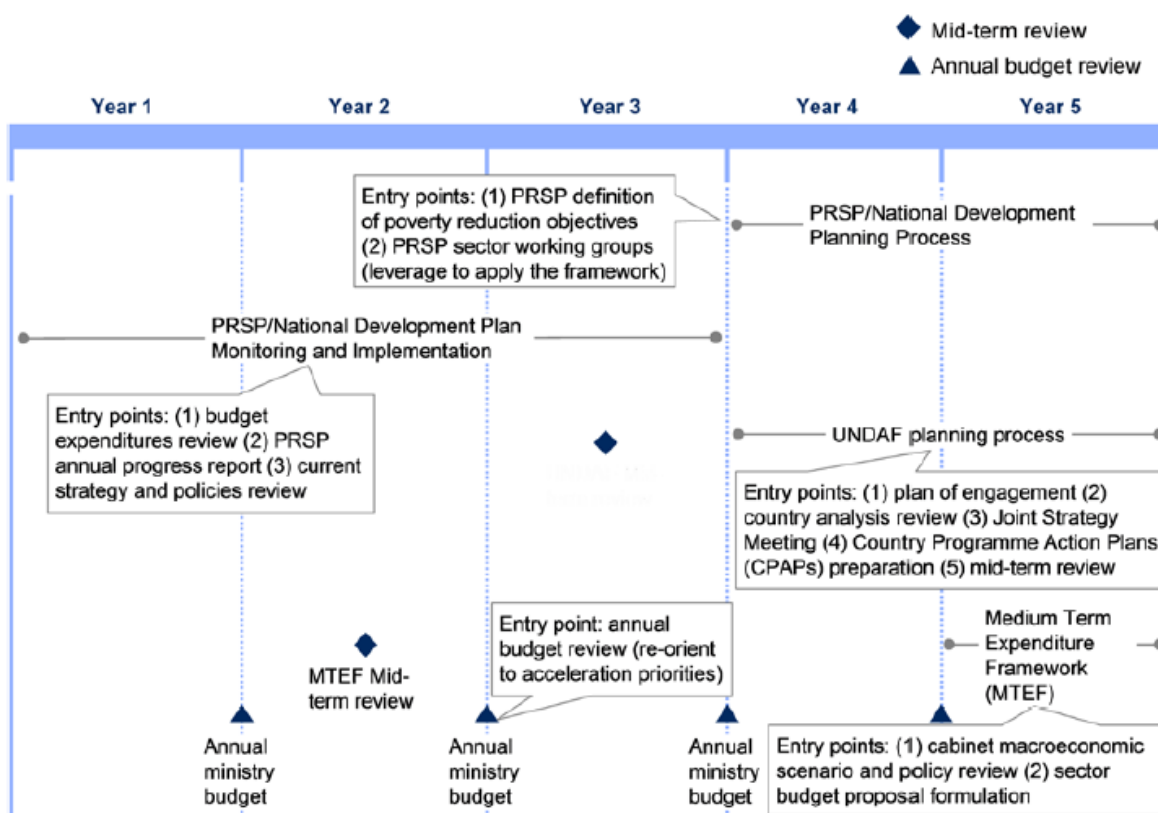 Mid-term review
Annual budget review
Year 1
Year 2
Year 3
Year 4
Year 5
Entry points: (1) PRSP definition
of poverty reduction objectives
(2) PRSP sector working groups
(leverage to apply the framework)
PRSP/National Development
Planning Process
PRSP/National Development Plan
Monitoring and Implementation
Entry points: (1) budget
expenditures review (2) PRSP
annual progress report (3) current
strategy and policies review
UNDAF planning process
Entry points: (1) plan of engagement (2)
country analysis review (3) Joint Strategy
Meeting (4) Country Programme Action Plans
(CPAPs) preparation (5) mid-term review
Entry point: annual
budget review (re-orient
to acceleration priorities)
MTEF Mid-
term review
Medium Term
Expenditure
Framework
(MTEF)
Annual
ministry
budget
Annual
ministry
budget
Annual
ministry
budget
Entry points: (1) cabinet macroeconomic
scenario and policy review (2) sector
budget proposal formulation